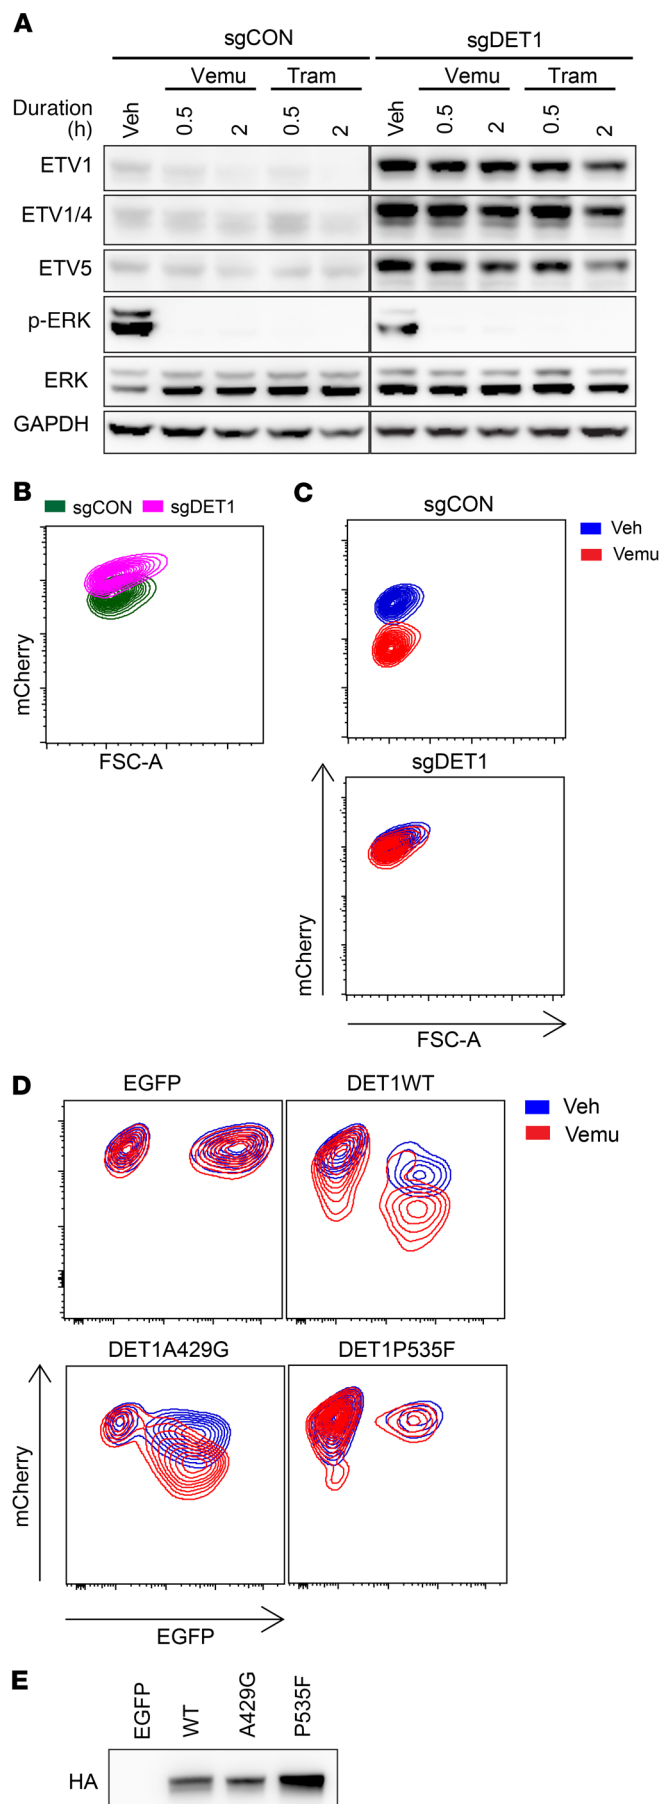 A
sgCON sgDET1
Vemu Tram Vemu Tram
Duration (h)
Veh 0.5 2 0.5 2 Veh 0.5 2 0.5 2
ETV1
ETV1/4
ETV5
p-ERK
ERK
GAPDH
B
sgCON sgDET1
mCherry
FSC-A
C
sgCON
Veh
Vemu
sgDET1
mCherry
FSC-A
D
EGFP DET1WT
Veh
Vemu
DET1A429G DET1P535F
mCherry
EGFP
E
EGFP WT A429G P535F
HA